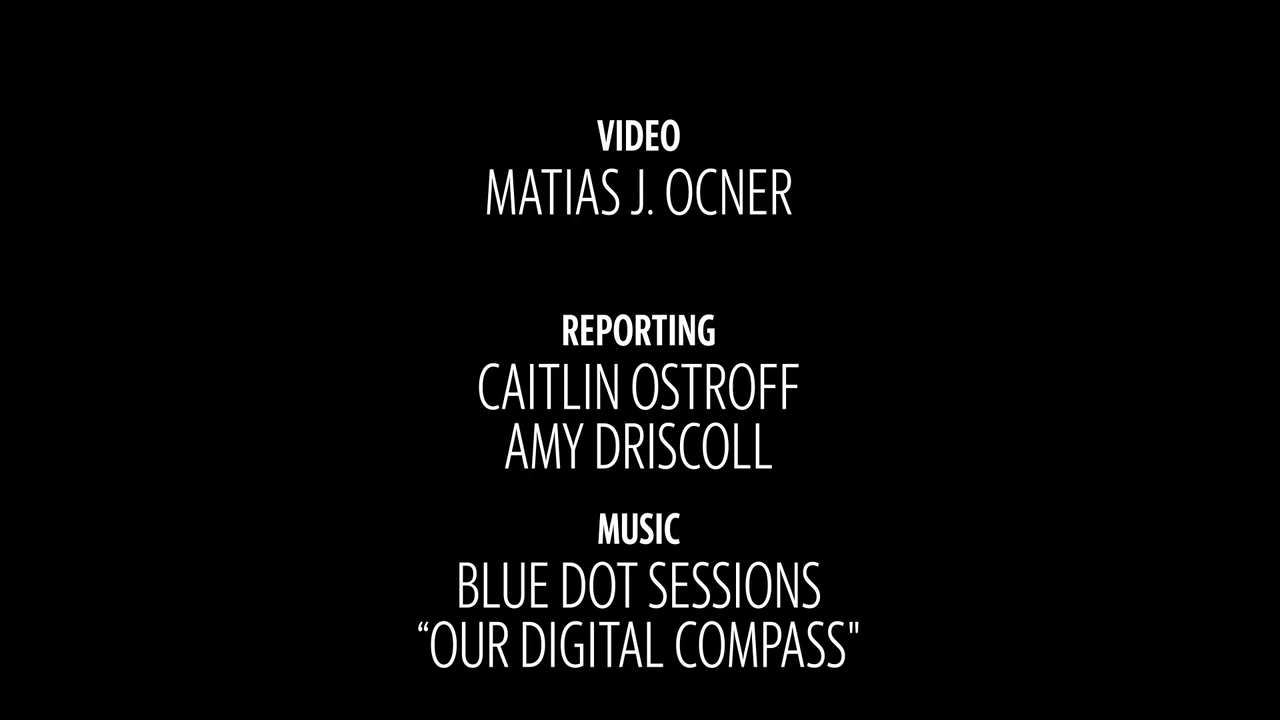 VIDEO
MATIAS J. OCNER
REPORTING
CAITLIN OSTROFF
AMY DRISCOLL
MUSIC
BLUE DOT SESSIONS
“OUR DIGITAL COMPASS"